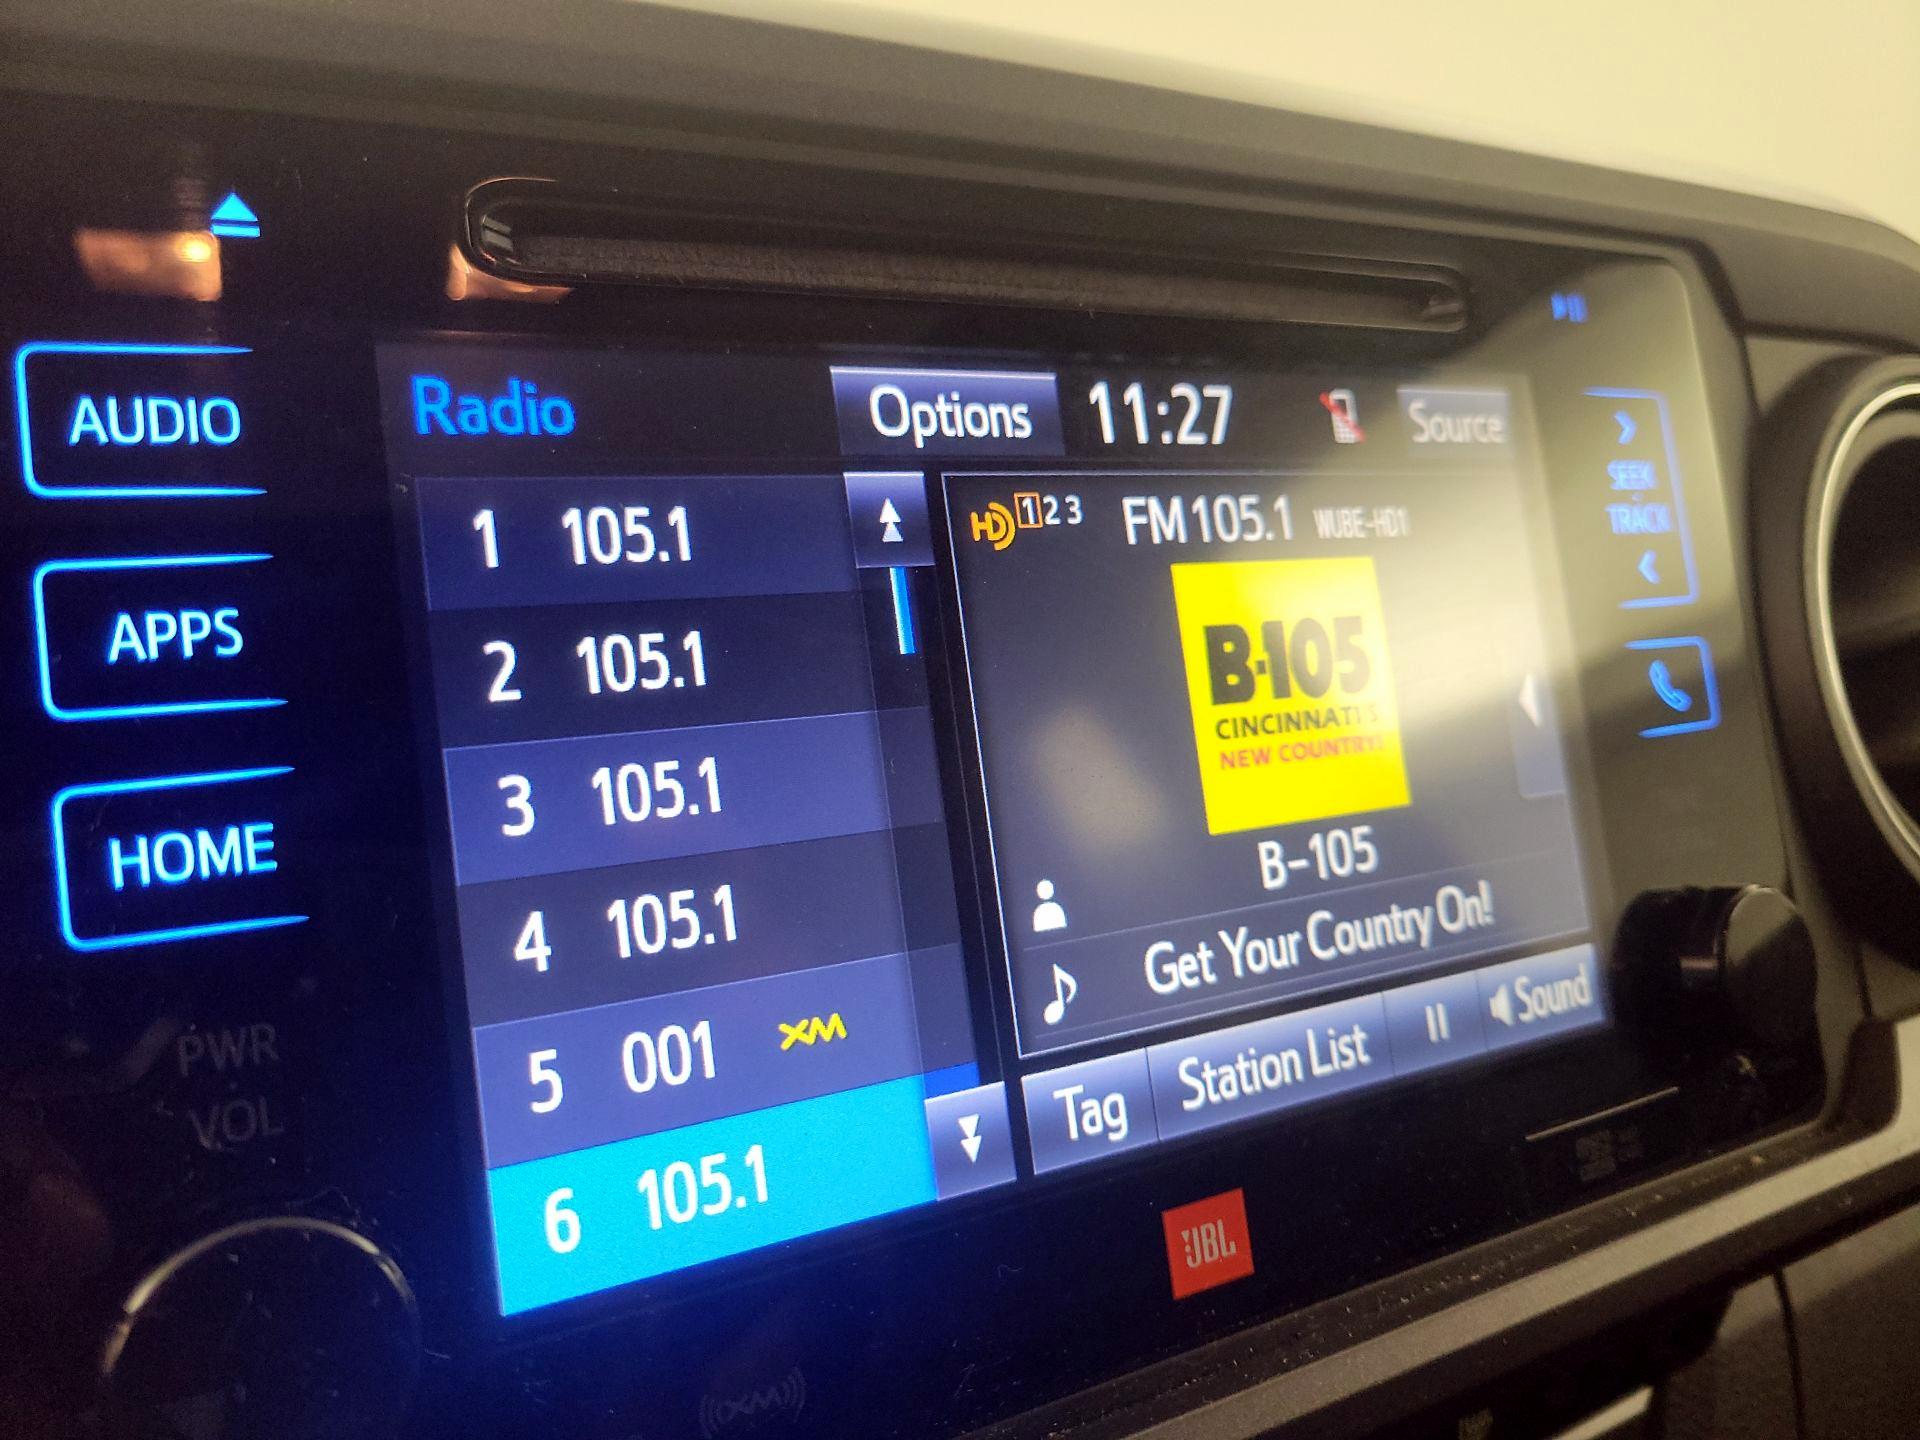 Radio
Options
11:27
Source
AUDIO
APPS
HOME
PWR
VOL
1 105.1
2 105.1
3 105.1
4 105.1
5 001 XM
6 105.1
HD 1 2 3
FM 105.1 WUBE-HD1
B-105
CINCINNATI'S
NEW COUNTRY!
B-105
Get Your Country On!
Tag
Station List
Sound
SEEK
TRACK
JBL
XM